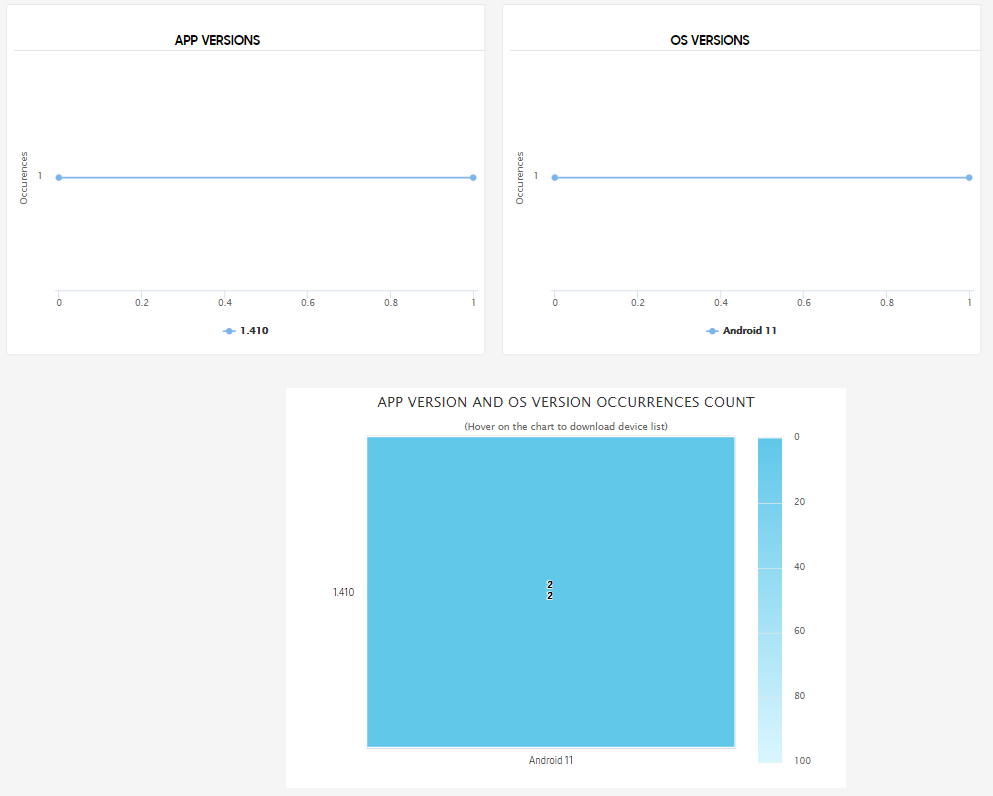 APP VERSIONS
Occurences
1
0 0.2 0.4 0.6 0.8 1
1.410
OS VERSIONS
Occurences
1
0 0.2 0.4 0.6 0.8 1
Android 11
APP VERSION AND OS VERSION OCCURRENCES COUNT
(Hover on the chart to download device list)
1.410
2
2
Android 11
0
20
40
60
80
100